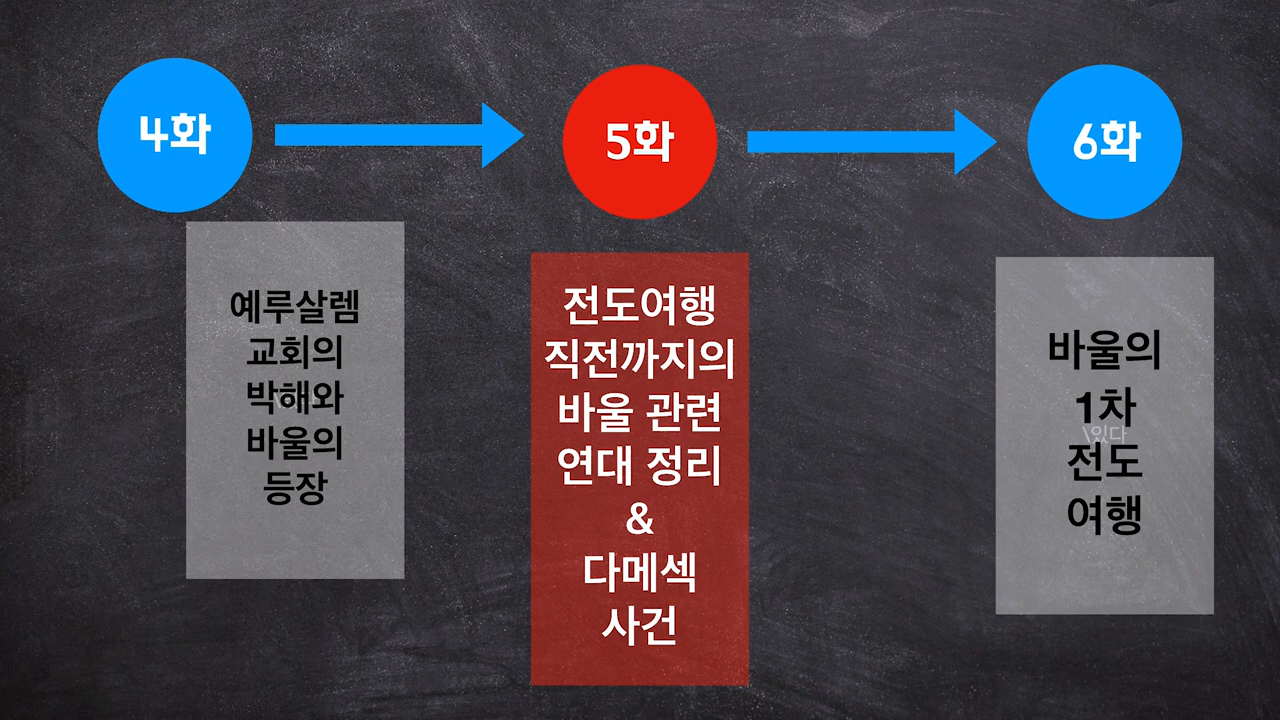 4화
5화
6화
예루살렘
교회의
박해와
바울의
등장
전도여행
직전까지의
바울 관련
연대 정리
&
다메섹
사건
바울의
1차
\있다
전도
여행